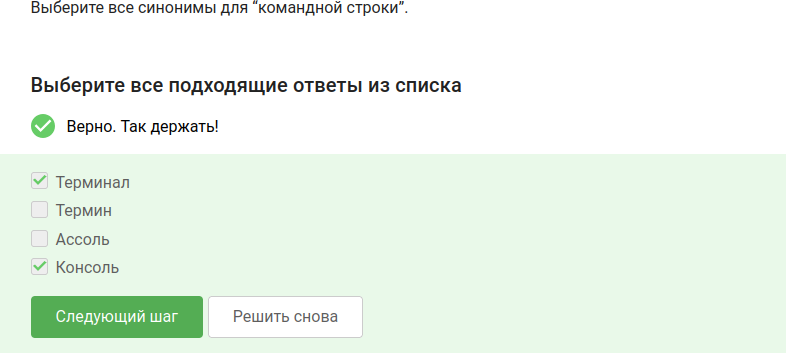 Выберите все синонимы для “командной строки”.
Выберите все подходящие ответы из списка
Верно. Так держать!
Терминал
Термин
Ассоль
Консоль
Следующий шаг
Решить снова